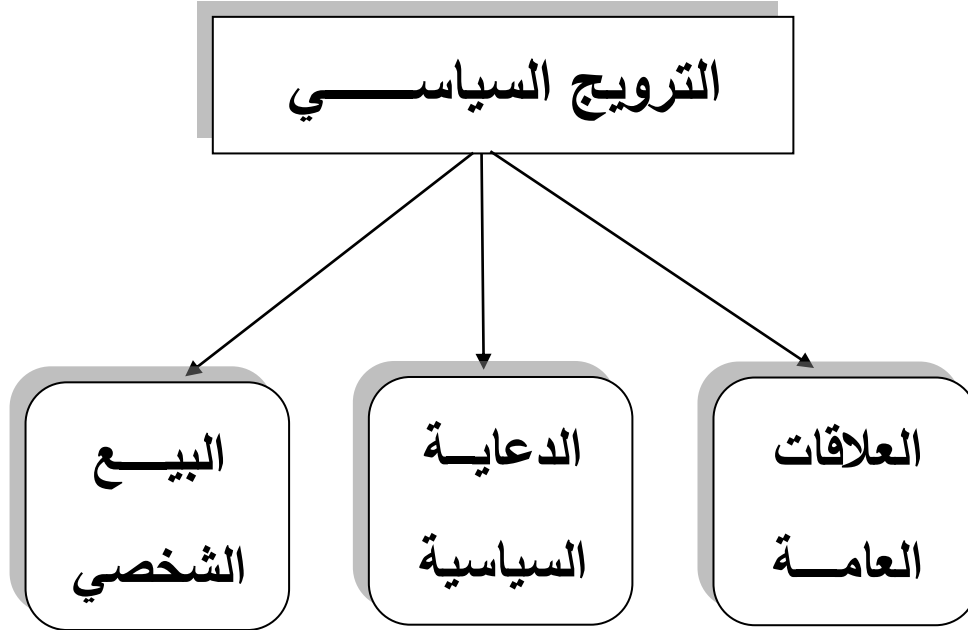 الترويج السياســـــي
العلاقات
العامـــة
الدعايــة
السياسية
البيـــع
الشخصي